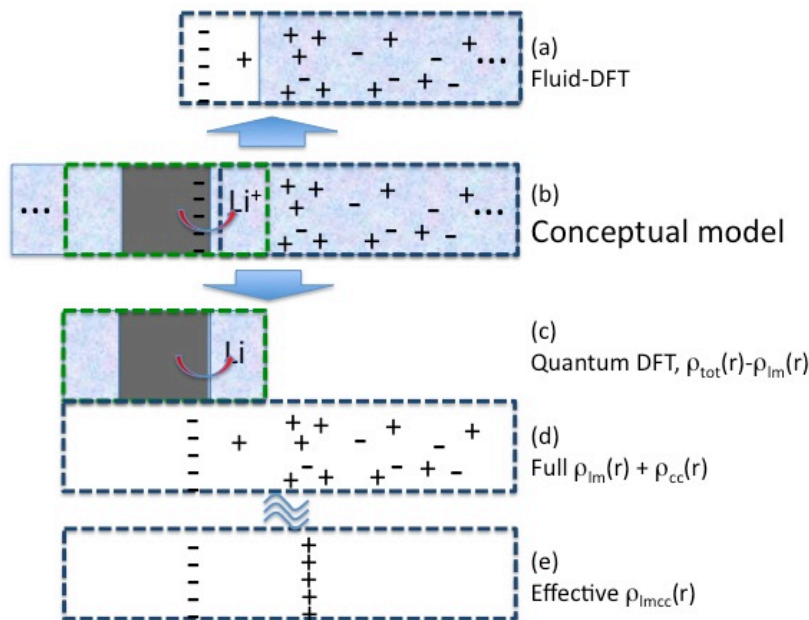 (a)
Fluid-DFT
...
Li⁺
...
...
(b)
Conceptual model
Li
(c)
Quantum DFT, ρtot(r)-ρlm(r)
(d)
Full ρlm(r) + ρcc(r)
(e)
Effective ρlmcc(r)